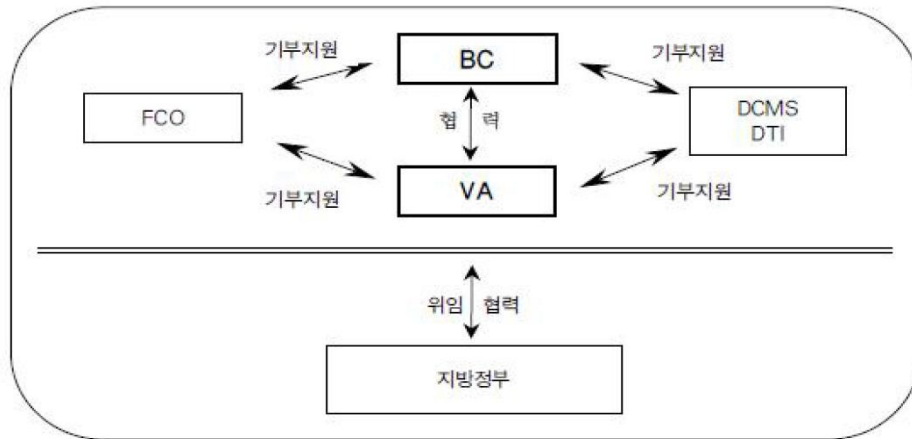 기부지원
BC
기부지원
FCO
협 력
DCMS
DTI
기부지원
VA
기부지원
위임 협력
지방정부